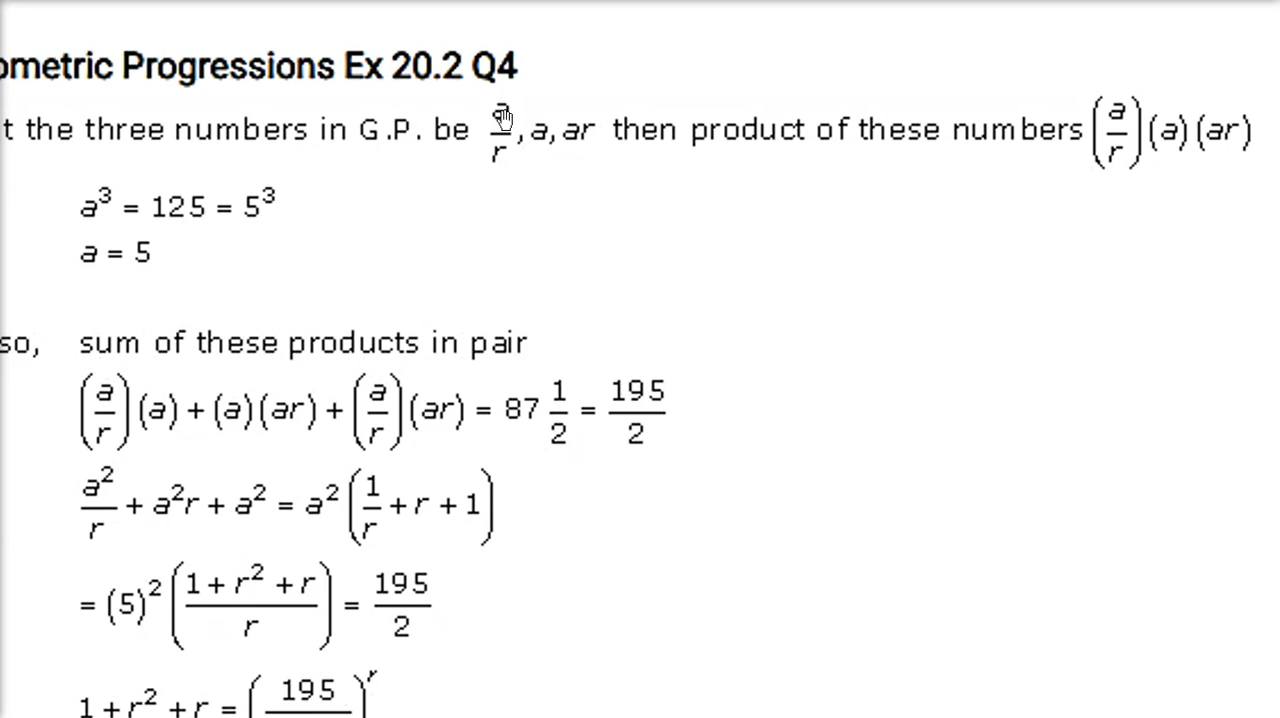 ometric Progressions Ex 20.2 Q4
t the three numbers in G.P. be a/r, a, ar then product of these numbers (a/r)(a)(ar)
a³ = 125 = 5³
a = 5
so, sum of these products in pair
(a/r)(a) + (a)(ar) + (a/r)(ar) = 87 1/2 = 195/2
a²/r + a²r + a² = a²(1/r + r + 1)
= (5)²((1 + r² + r)/r) = 195/2
1 + r² + r = (195